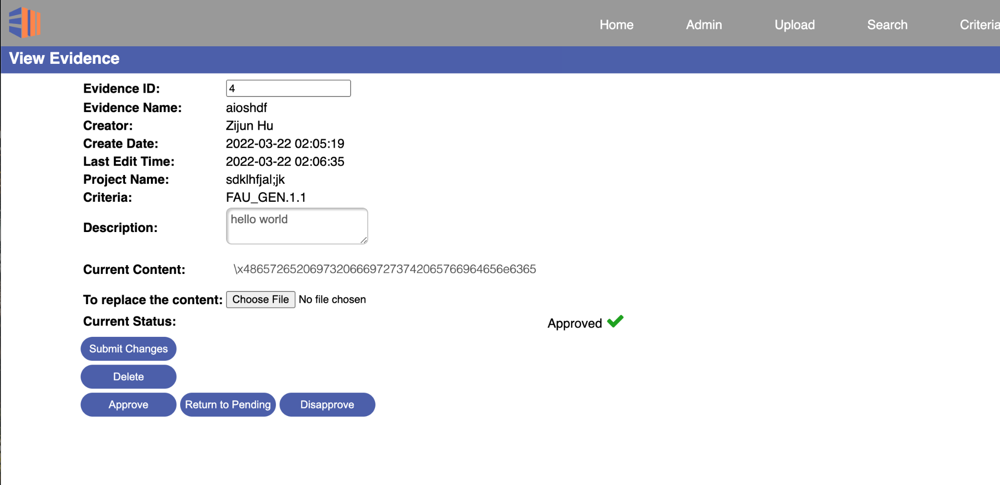 Home Admin Upload Search Criteria
View Evidence
Evidence ID: 4
Evidence Name: aioshdf
Creator: Zijun Hu
Create Date: 2022-03-22 02:05:19
Last Edit Time: 2022-03-22 02:06:35
Project Name: sdklhfjal;jk
Criteria: FAU_GEN.1.1
Description: hello world
Current Content: \x486572652069732066697273742065766964656e6365
To replace the content: Choose File No file chosen
Current Status: Approved
Submit Changes
Delete
Approve Return to Pending Disapprove